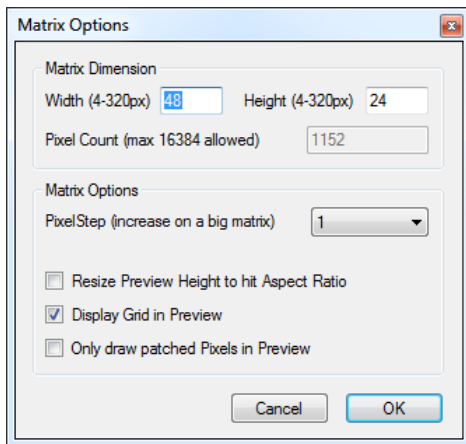 Matrix Options
Matrix Dimension
Width (4-320px) 48 Height (4-320px) 24
Pixel Count (max 16384 allowed) 1152
Matrix Options
PixelStep (increase on a big matrix) 1
Resize Preview Height to hit Aspect Ratio
Display Grid in Preview
Only draw patched Pixels in Preview
Cancel OK